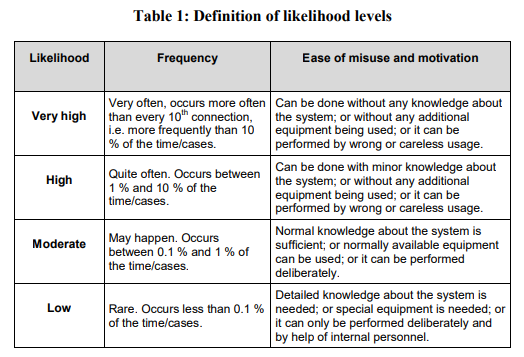 Table 1: Definition of likelihood levels
Likelihood
Frequency
Ease of misuse and motivation
Very high
Very often, occurs more often
than every 10th connection,
i.e. more frequently than 10
% of the time/cases.
Can be done without any knowledge about
the system; or without any additional
equipment being used; or it can be
performed by wrong or careless usage.
High
Quite often. Occurs between
1 % and 10 % of the
time/cases.
Can be done with minor knowledge about
the system; or without any additional
equipment being used; or it can be
performed by wrong or careless usage.
Moderate
May happen. Occurs
between 0.1 % and 1 % of
the time/cases.
Normal knowledge about the system is
sufficient; or normally available equipment
can be used; or it can be performed
deliberately.
Low
Rare. Occurs less than 0.1 %
of the time/cases.
Detailed knowledge about the system is
needed; or special equipment is needed; or
it can only be performed deliberately and
by help of internal personnel.